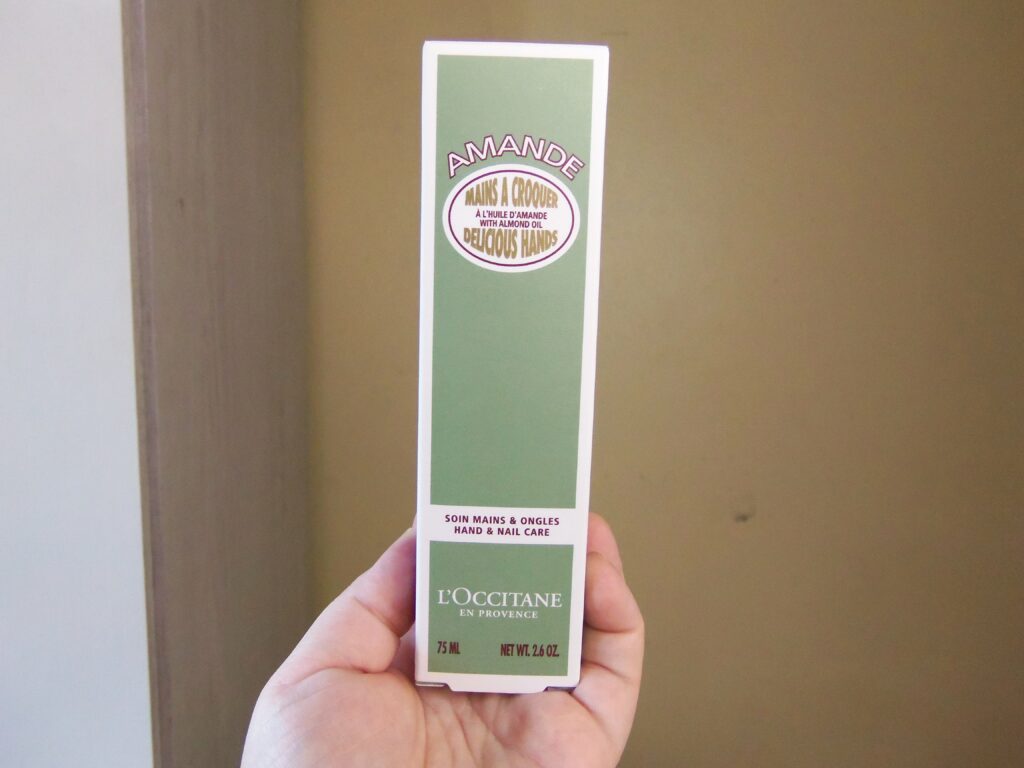 AMANDE
MAINS A CROQUER
À L'HUILE D'AMANDE
WITH ALMOND OIL
DELICIOUS HANDS
SOIN MAINS & ONGLES
HAND & NAIL CARE
L'OCCITANE
EN PROVENCE
75 ML NET WT. 2.6 OZ.